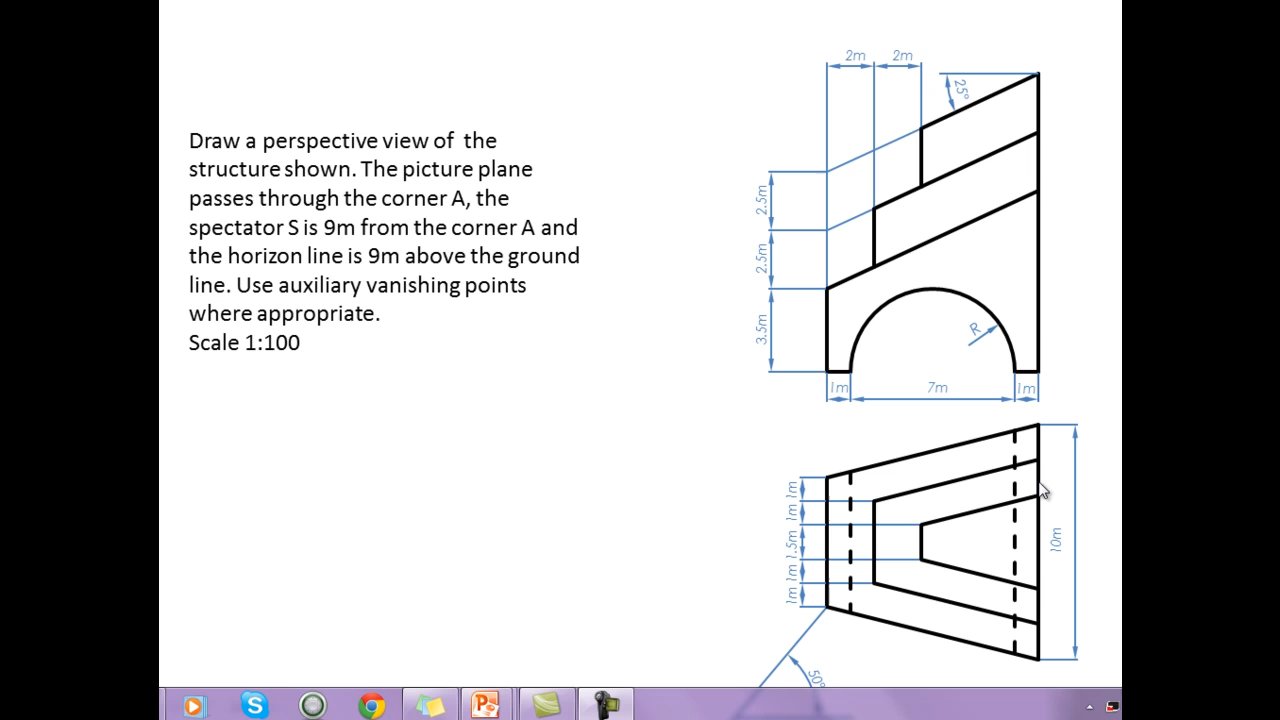 Draw a perspective view of the
structure shown. The picture plane
passes through the corner A, the
spectator S is 9m from the corner A and
the horizon line is 9m above the ground
line. Use auxiliary vanishing points
where appropriate.
Scale 1:100
2m 2m
25°
2.5m
2.5m
3.5m
R
1m 7m 1m
1m
1m
1.5m
1m
1m
10m
50°